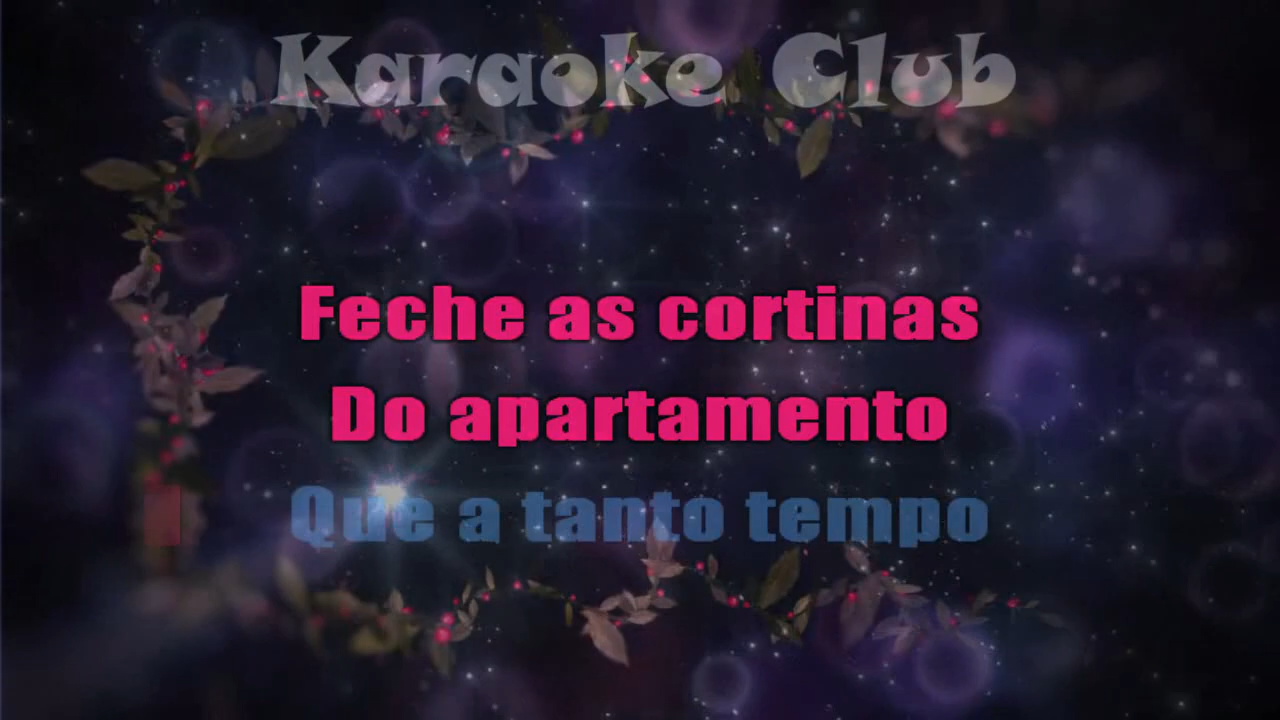 Karaoke Club
Feche as cortinas
Do apartamento
Que a tanto tempo